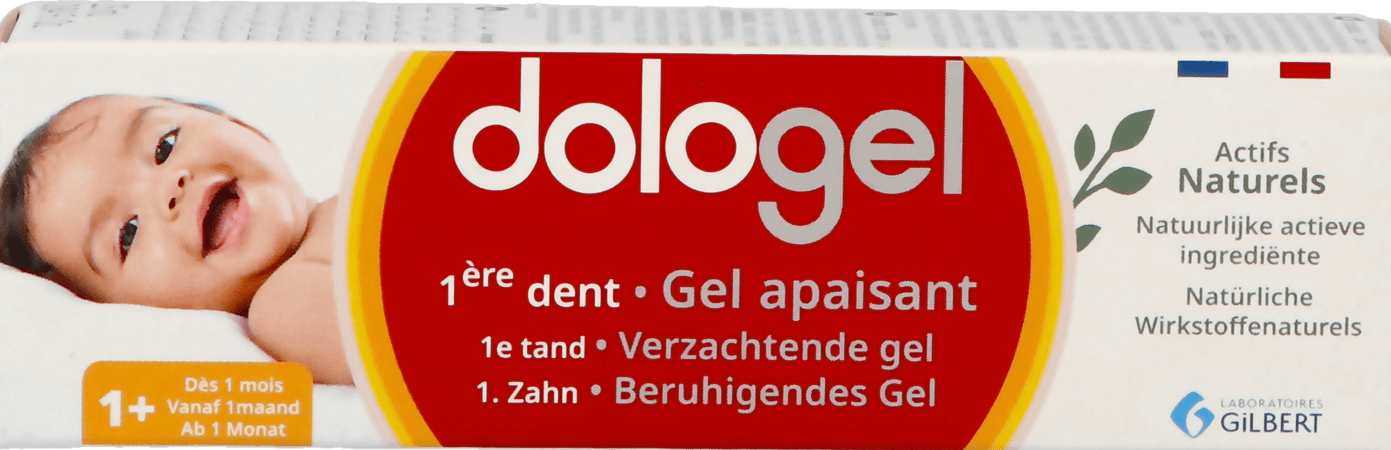 dologel
1ère dent • Gel apaisant
1e tand • Verzachtende gel
1. Zahn • Beruhigendes Gel
1+
Dès 1 mois
Vanaf 1maand
Ab 1 Monat
Actifs
Naturels
Natuurlijke actieve
ingrediënte
Natürliche
Wirkstoffenaturels
LABORATOIRES
GiLBERT